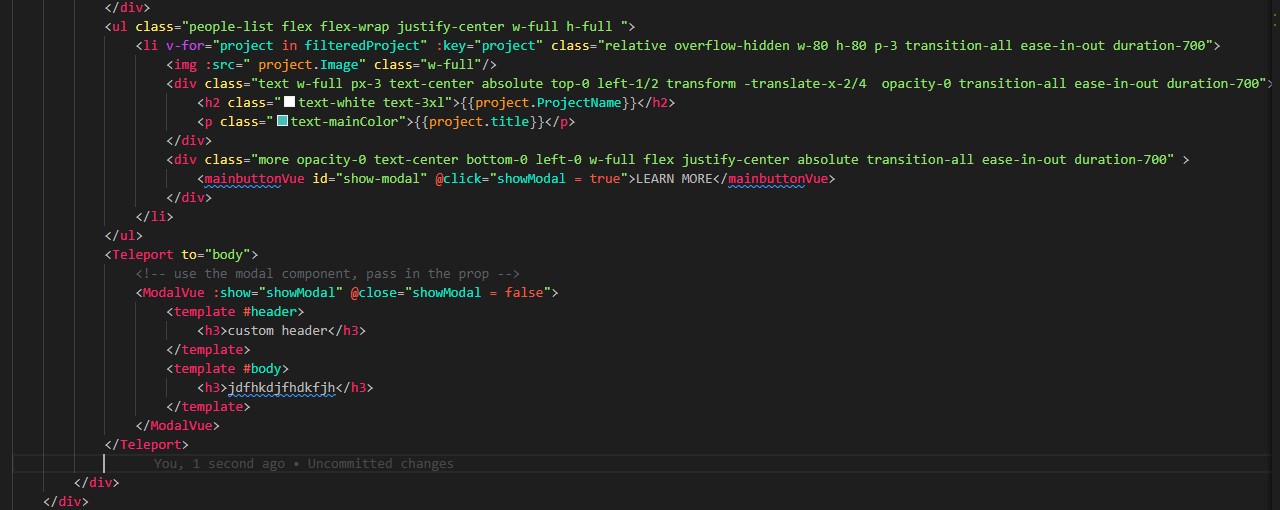 </div>
<ul class="people-list flex flex-wrap justify-center w-full h-full ">
<li v-for="project in filteredProject" :key="project" class="relative overflow-hidden w-80 h-80 p-3 transition-all ease-in-out duration-700">
<img :src=" project.Image" class="w-full"/>
<div class="text w-full px-3 text-center absolute top-0 left-1/2 transform -translate-x-2/4  opacity-0 transition-all ease-in-out duration-700">
<h2 class="text-white text-3xl">{{project.ProjectName}}</h2>
<p class="text-mainColor">{{project.title}}</p>
</div>
<div class="more opacity-0 text-center bottom-0 left-0 w-full flex justify-center absolute transition-all ease-in-out duration-700" >
<mainbuttonVue id="show-modal" @click="showModal = true">LEARN MORE</mainbuttonVue>
</div>
</li>
</ul>
<Teleport to="body">
<!-- use the modal component, pass in the prop -->
<ModalVue :show="showModal" @close="showModal = false">
<template #header>
<h3>custom header</h3>
</template>
<template #body>
<h3>jdfhkdjfhdkfjh</h3>
</template>
</ModalVue>
</Teleport>
You, 1 second ago • Uncommitted changes
</div>
</div>